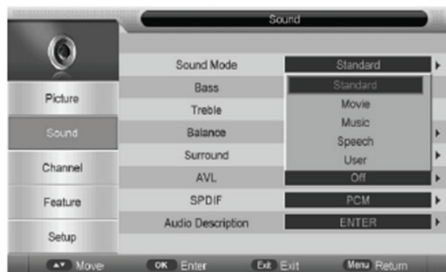 Sound
Picture
Sound
Channel
Feature
Setup
Sound Mode Standard
Bass
Treble
Balance
Surround
AVL Off
SPDIF PCM
Audio Description ENTER
Standard
Movie
Music
Speech
User
Move OK Enter Exit Exit Menu Return